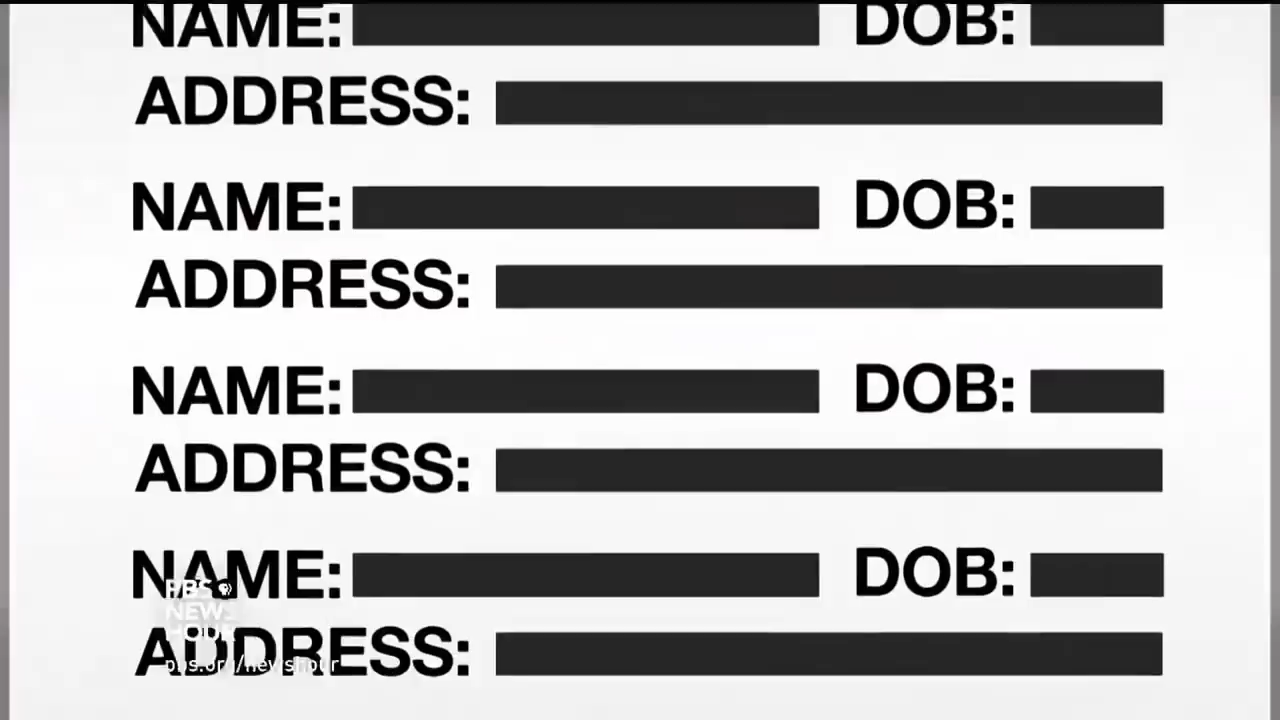 NAME: DOB:
ADDRESS:
NAME: DOB:
ADDRESS:
NAME: DOB:
ADDRESS:
NAME: DOB:
PBS
NEWS
HOUR
ADDRESS:
pbs.org/newshour